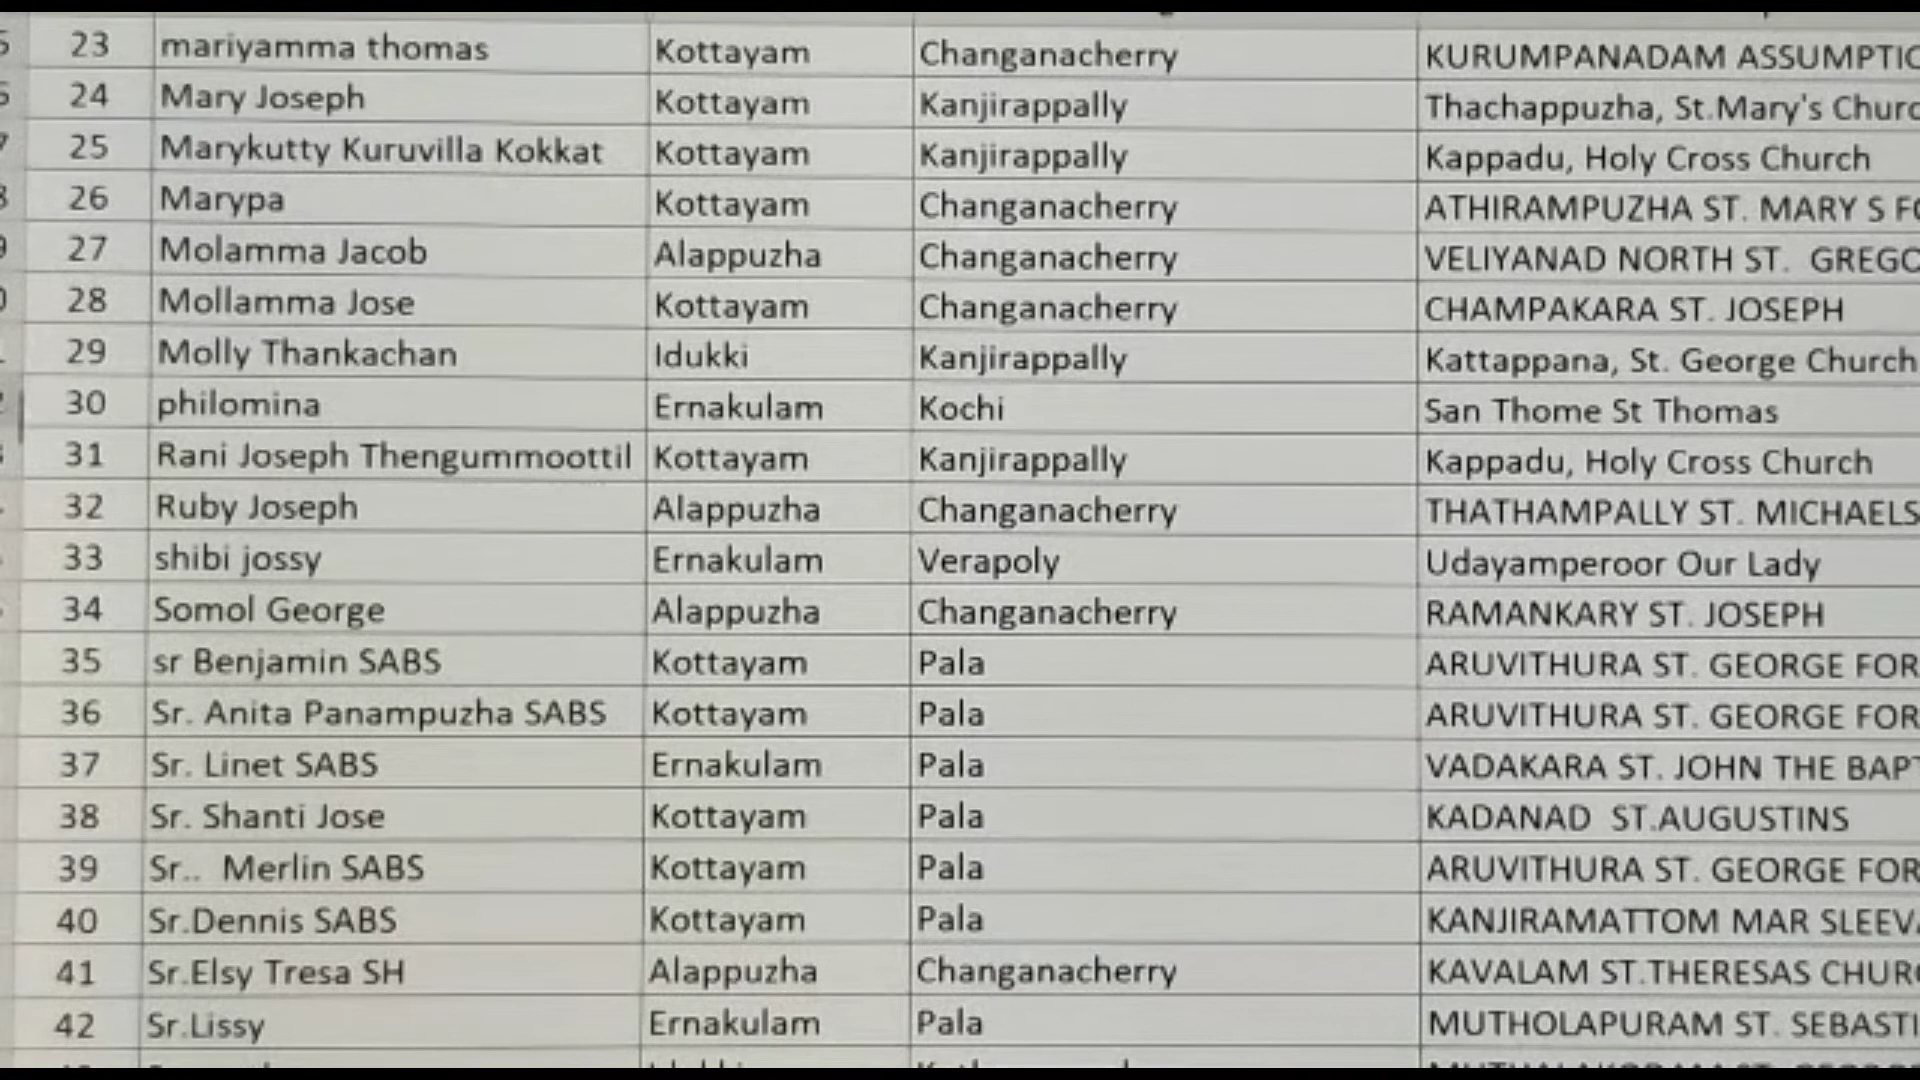 23 mariyamma thomas Kottayam Changanacherry KURUMPANADAM
24 Mary Joseph Kottayam Kanjirappally Thachappuzha, St.Mary's
25 Marykutty Kuruvilla Kokkat Kottayam Kanjirappally Kappadu, Holy Cross Church
26 Marypa Kottayam Changanacherry ATHIRAMPUZHA ST. MARY S
27 Molamma Jacob Alappuzha Changanacherry VELIYANAD NORTH ST.
28 Mollamma Jose Kottayam Changanacherry CHAMPAKARA ST. JOSEPH
29 Molly Thankachan Idukki Kanjirappally Kattappana, St. George Church
30 philomina Ernakulam Kochi San Thome St Thomas
31 Rani Joseph Thengummoottil Kottayam Kanjirappally Kappadu, Holy Cross Church
32 Ruby Joseph Alappuzha Changanacherry THATHAMPALLY ST. MICHAELS
33 shibi jossy Ernakulam Verapoly Udayamperoor Our Lady
34 Somol George Alappuzha Changanacherry RAMANKARY ST. JOSEPH
35 sr Benjamin SABS Kottayam Pala ARUVITHURA ST. GEORGE FOR
36 Sr. Anita Panampuzha SABS Kottayam Pala ARUVITHURA ST. GEORGE FOR
37 Sr. Linet SABS Ernakulam Pala VADAKARA ST. JOHN THE
38 Sr. Shanti Jose Kottayam Pala KADANAD ST.AUGUSTINS
39 Sr.. Merlin SABS Kottayam Pala ARUVITHURA ST. GEORGE FOR
40 Sr.Dennis SABS Kottayam Pala KANJIRAMATTOM MAR
41 Sr.Elsy Tresa SH Alappuzha Changanacherry KAVALAM ST.THERESAS
42 Sr.Lissy Ernakulam Pala MUTHOLAPURAM ST.